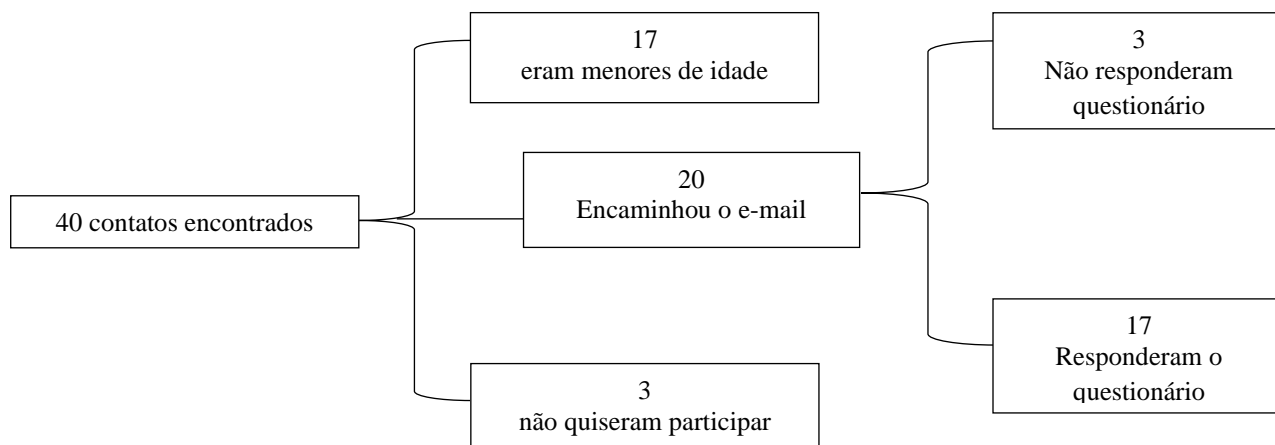 40 contatos encontrados
17
eram menores de idade
20
Encaminhou o e-mail
3
não quiseram participar
3
Não responderam
questionário
17
Responderam o
questionário